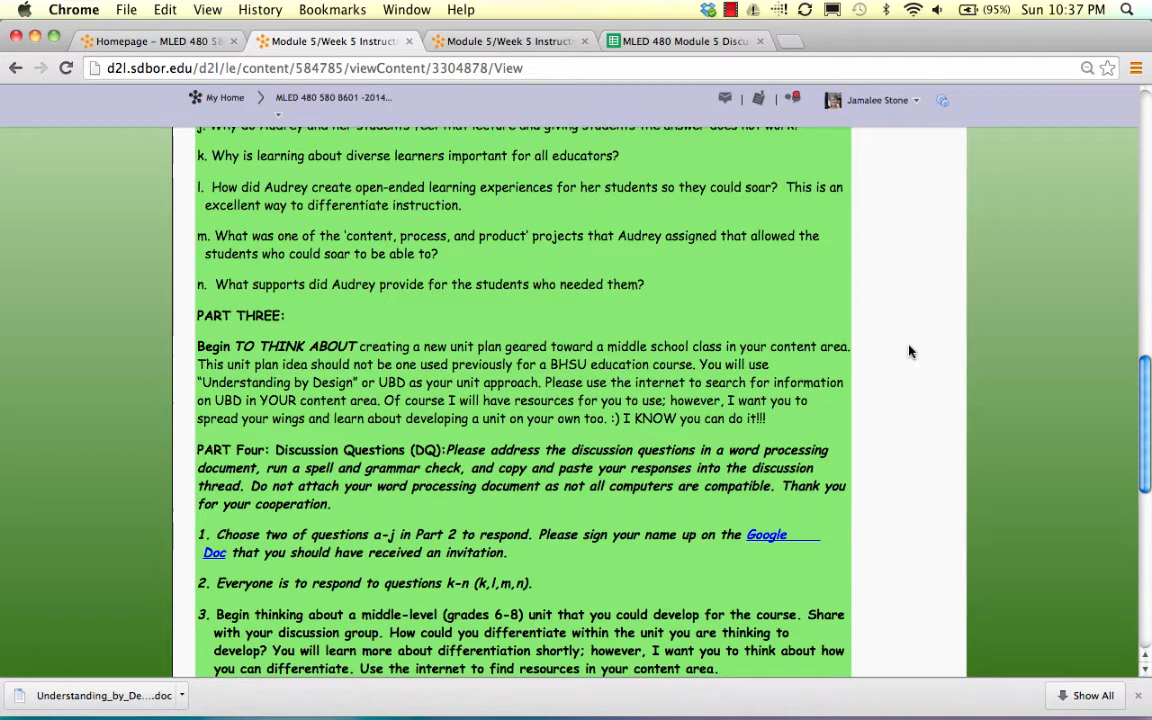 Chrome File Edit View History Bookmarks Window Help (95%) Sun 10:37 PM
Homepage – MLED 480 58 × Module 5/Week 5 Instruct × Module 5/Week 5 Instruct × MLED 480 Module 5 Discu ×
d2l.sdbor.edu/d2l/le/content/584785/viewContent/3304878/View
My Home MLED 480 580 B601 -2014... Jamalee Stone
j. Why do Audrey and her students feel that lecture and giving students the answer does not work?
k. Why is learning about diverse learners important for all educators?
l. How did Audrey create open-ended learning experiences for her students so they could soar? This is an
excellent way to differentiate instruction.
m. What was one of the 'content, process, and product' projects that Audrey assigned that allowed the
students who could soar to be able to?
n. What supports did Audrey provide for the students who needed them?
PART THREE:
Begin TO THINK ABOUT creating a new unit plan geared toward a middle school class in your content area.
This unit plan idea should not be one used previously for a BHSU education course. You will use
"Understanding by Design" or UBD as your unit approach. Please use the internet to search for information
on UBD in YOUR content area. Of course I will have resources for you to use; however, I want you to
spread your wings and learn about developing a unit on your own too. :) I KNOW you can do it!!!
PART Four: Discussion Questions (DQ):Please address the discussion questions in a word processing
document, run a spell and grammar check, and copy and paste your responses into the discussion
thread. Do not attach your word processing document as not all computers are compatible. Thank you
for your cooperation.
1. Choose two of questions a-j in Part 2 to respond. Please sign your name up on the Google
Doc that you should have received an invitation.
2. Everyone is to respond to questions k-n (k,l,m,n).
3. Begin thinking about a middle-level (grades 6-8) unit that you could develop for the course. Share
with your discussion group. How could you differentiate within the unit you are thinking to
develop? You will learn more about differentiation shortly; however, I want you to think about how
you can differentiate. Use the internet to find resources in your content area.
Understanding_by_De....doc Show All